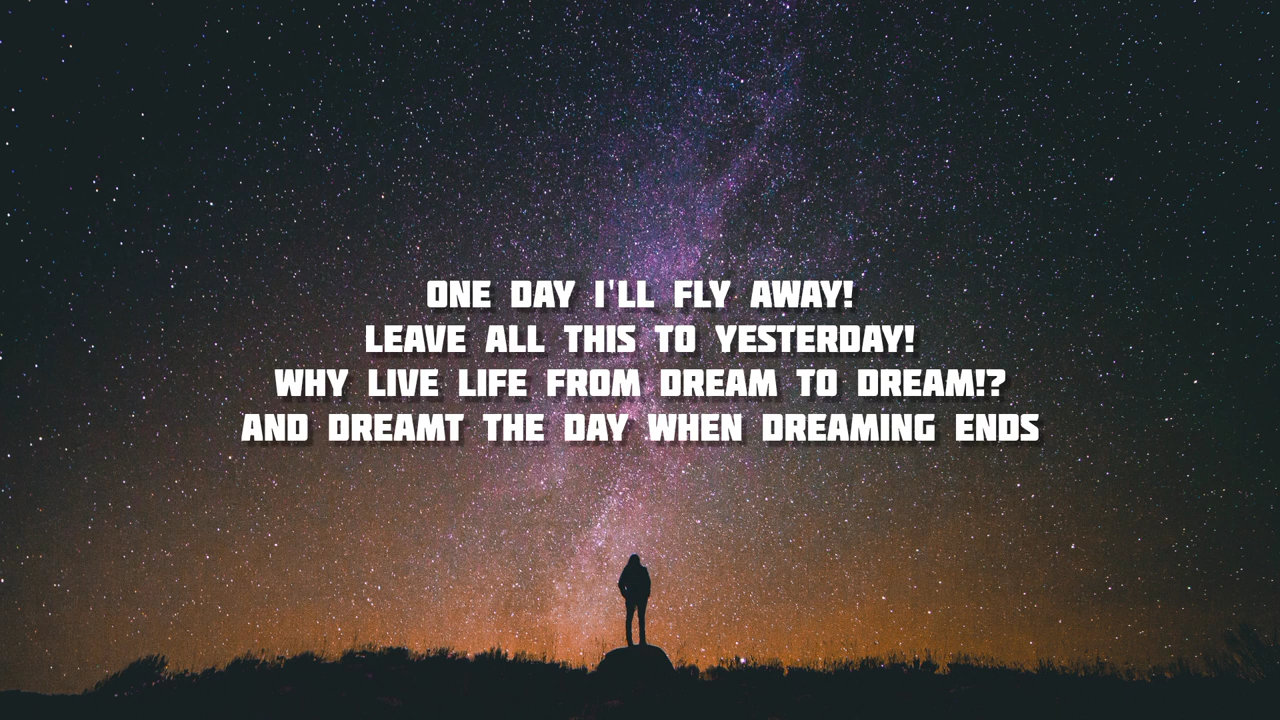 ONE DAY I'LL FLY AWAY!
LEAVE ALL THIS TO YESTERDAY!
WHY LIVE LIFE FROM DREAM TO DREAM!?
AND DREAMT THE DAY WHEN DREAMING ENDS